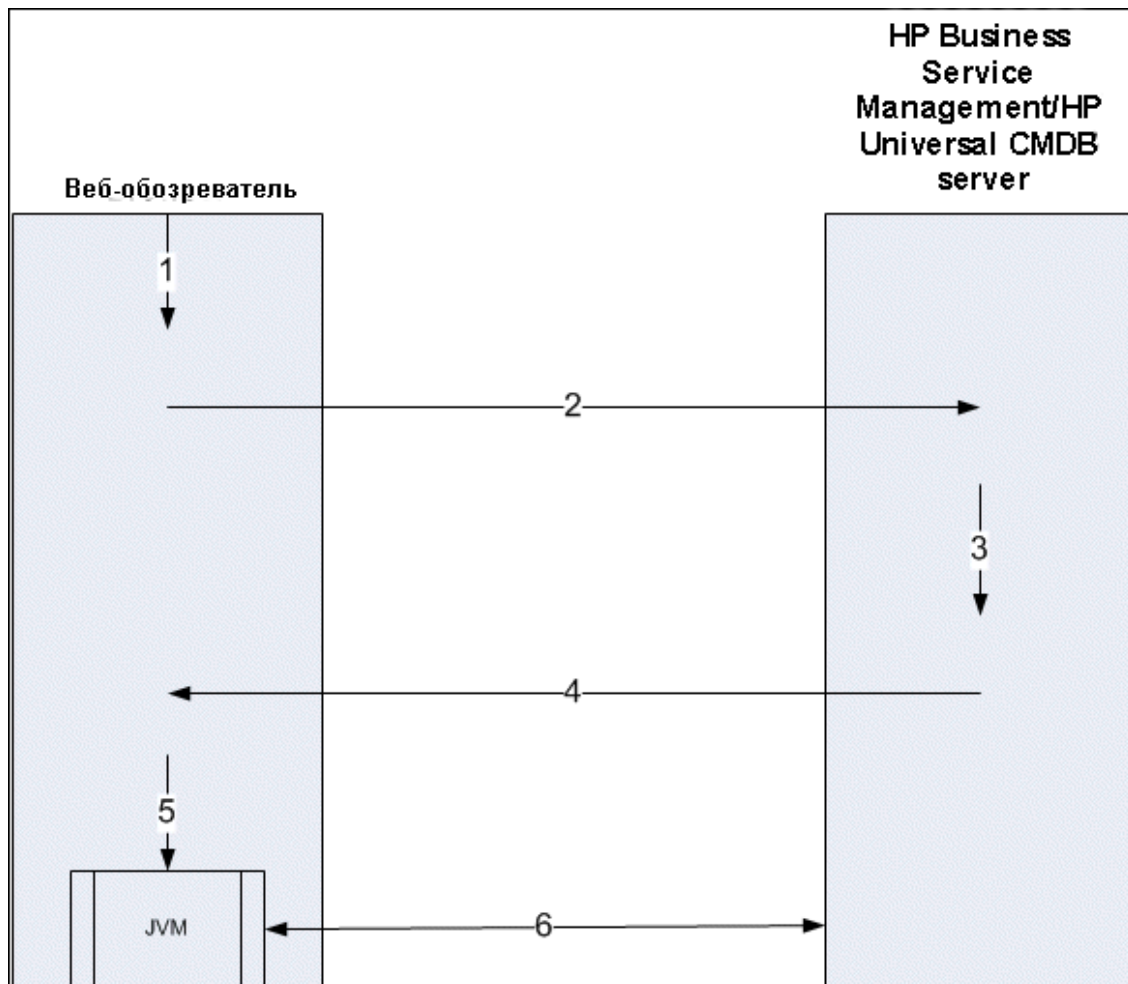 HP Business
Service
Management/HP
Universal CMDB
server
Веб-обозреватель
1
2
3
4
5
JVM
6